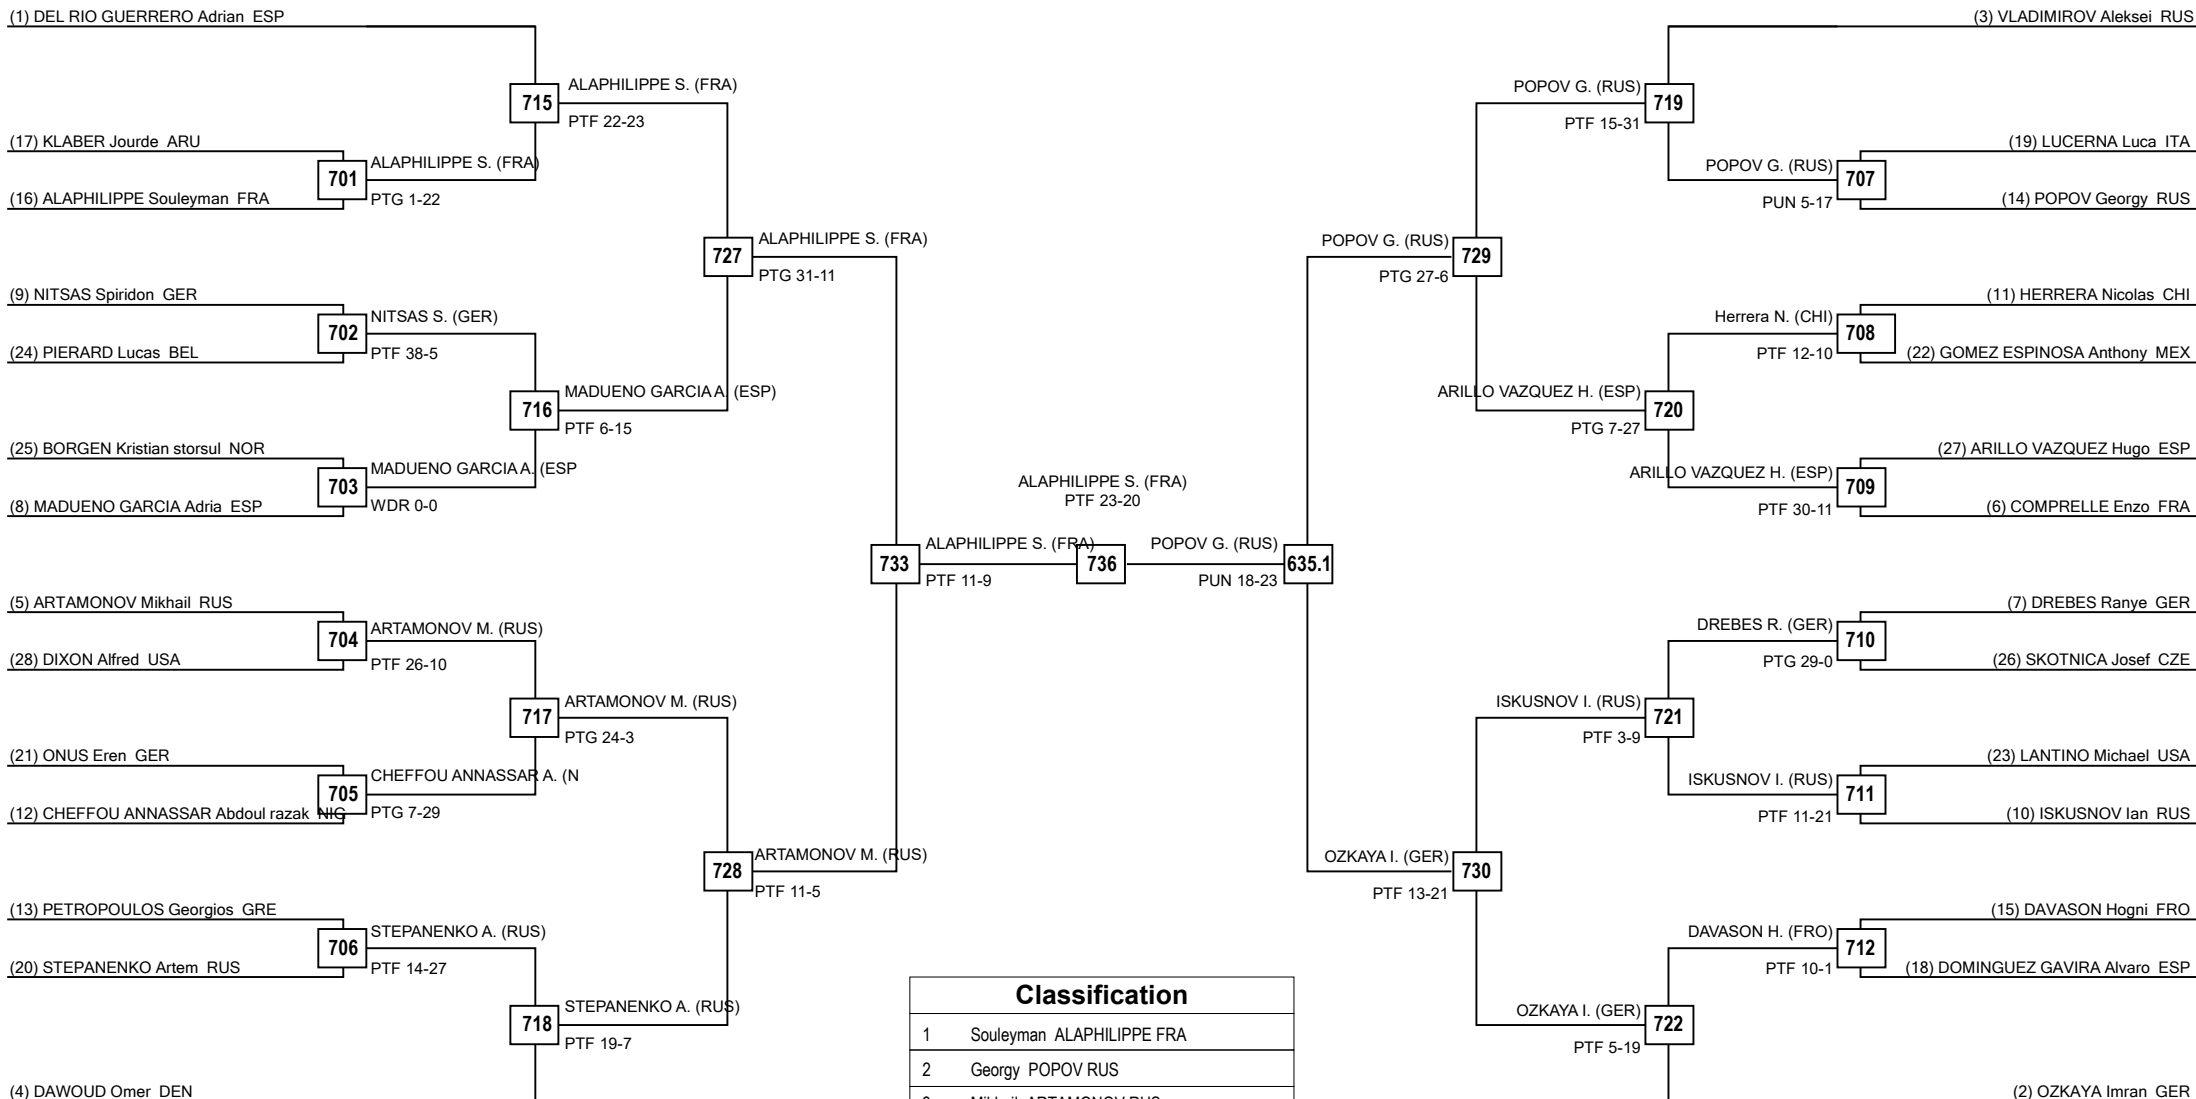 (1) DEL RIO GUERRERO Adrian ESP
715
ALAPHILIPPE S. (FRA)
PTF 22-23
(17) KLABER Jourde ARU
701
ALAPHILIPPE S. (FRA)
PTG 1-22
(16) ALAPHILIPPE Souleyman FRA
727
ALAPHILIPPE S. (FRA)
PTG 31-11
(9) NITSAS Spiridon GER
702
NITSAS S. (GER)
PTF 38-5
(24) PIERARD Lucas BEL
716
MADUENO GARCIA A. (ESP)
PTF 6-15
(25) BORGEN Kristian storsul NOR
703
MADUENO GARCIA A. (ESP
WDR 0-0
(8) MADUENO GARCIA Adria ESP
733
ALAPHILIPPE S. (FRA)
PTF 11-9
(5) ARTAMONOV Mikhail RUS
704
ARTAMONOV M. (RUS)
PTF 26-10
(28) DIXON Alfred USA
717
ARTAMONOV M. (RUS)
PTG 24-3
(21) ONUS Eren GER
705
CHEFFOU ANNASSAR A. (N
PTG 7-29
(12) CHEFFOU ANNASSAR Abdoul razak NIG
728
ARTAMONOV M. (RUS)
PTF 11-5
(13) PETROPOULOS Georgios GRE
706
STEPANENKO A. (RUS)
PTF 14-27
(20) STEPANENKO Artem RUS
718
STEPANENKO A. (RUS)
PTF 19-7
(4) DAWOUD Omer DEN
ALAPHILIPPE S. (FRA)
PTF 23-20
736
POPOV G. (RUS)
PUN 18-23
635.1
(3) VLADIMIROV Aleksei RUS
POPOV G. (RUS)
PTF 15-31
719
(19) LUCERNA Luca ITA
POPOV G. (RUS)
PUN 5-17
707
(14) POPOV Georgy RUS
POPOV G. (RUS)
PTG 27-6
729
(11) HERRERA Nicolas CHI
Herrera N. (CHI)
PTF 12-10
708
(22) GOMEZ ESPINOSA Anthony MEX
ARILLO VAZQUEZ H. (ESP)
PTG 7-27
720
(27) ARILLO VAZQUEZ Hugo ESP
ARILLO VAZQUEZ H. (ESP)
PTF 30-11
709
(6) COMPRELLE Enzo FRA
(7) DREBES Ranye GER
DREBES R. (GER)
PTG 29-0
710
(26) SKOTNICA Josef CZE
ISKUSNOV I. (RUS)
PTF 3-9
721
(23) LANTINO Michael USA
ISKUSNOV I. (RUS)
PTF 11-21
711
(10) ISKUSNOV Ian RUS
OZKAYA I. (GER)
PTF 13-21
730
(15) DAVASON Hogni FRO
DAVASON H. (FRO)
PTF 10-1
712
(18) DOMINGUEZ GAVIRA Alvaro ESP
OZKAYA I. (GER)
PTF 5-19
722
(2) OZKAYA Imran GER
Classification
1 Souleyman ALAPHILIPPE FRA
2 Georgy POPOV RUS
3 Mikhail ARTAMONOV RUS